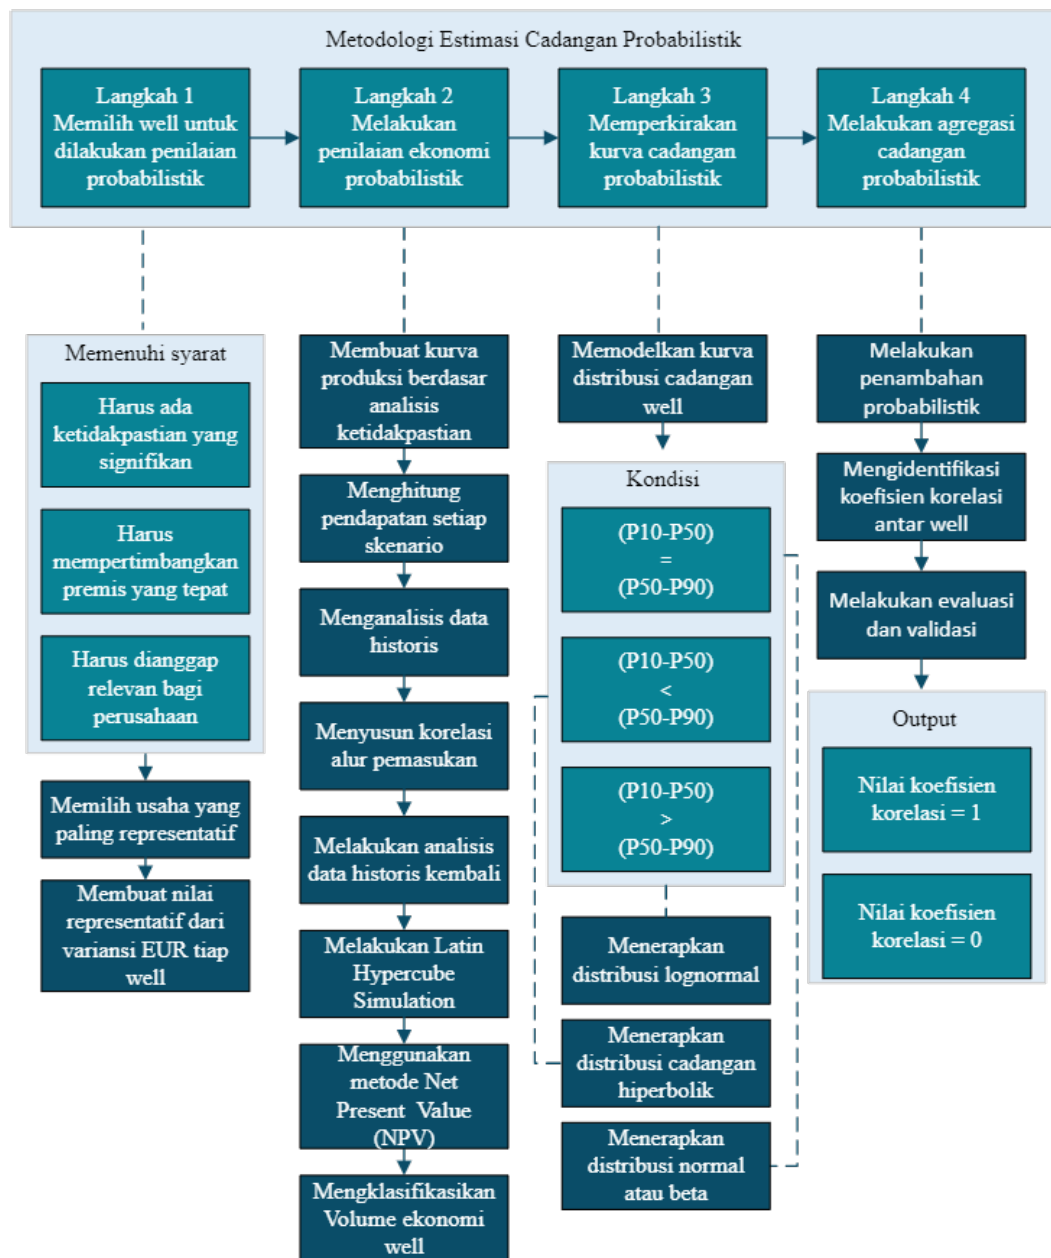 Metodologi Estimasi Cadangan Probabilistik
Langkah 1
Memilih well untuk
dilakukan penilaian
probabilistik
Langkah 2
Melakukan
penilaian ekonomi
probabilistik
Langkah 3
Memperkirakan
kurva cadangan
probabilistik
Langkah 4
Melakukan agregasi
cadangan
probabilistik
Memenuhi syarat
Harus ada
ketidakpastian yang
signifikan
Harus
mempertimbangkan
premis yang tepat
Harus dianggap
relevan bagi
perusahaan
Memilih usaha yang
paling representatif
Membuat nilai
representatif dari
variansi EUR tiap
well
Membuat kurva
produksi berdasar
analisis
ketidakpastian
Menghitung
pendapatan setiap
skenario
Menganalisis data
historis
Menyusun korelasi
alur pemasukan
Melakukan analisis
data historis kembali
Melakukan Latin
Hypercube
Simulation
Menggunakan
metode Net
Present Value
(NPV)
Mengklasifikasikan
Volume ekonomi
well
Memodelkan kurva
distribusi cadangan
well
Kondisi
(P10-P50)
=
(P50-P90)
(P10-P50)
<
(P50-P90)
(P10-P50)
>
(P50-P90)
Menerapkan
distribusi lognormal
Menerapkan
distribusi cadangan
hiperbolik
Menerapkan
distribusi normal
atau beta
Melakukan
penambahan
probabilistik
Mengidentifikasi
koefisien korelasi
antar well
Melakukan evaluasi
dan validasi
Output
Nilai koefisien
korelasi = 1
Nilai koefisien
korelasi = 0